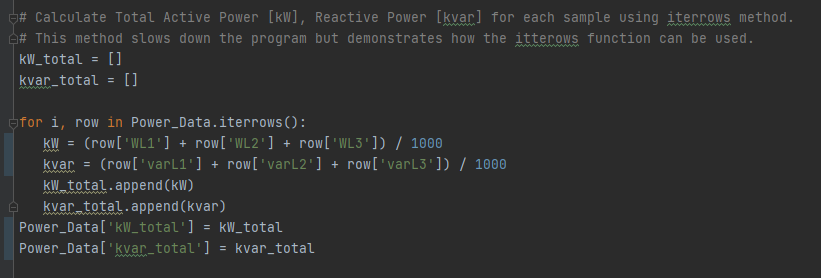 # Calculate Total Active Power [kW], Reactive Power [kvar] for each sample using iterrows method.
# This method slows down the program but demonstrates how the itterows function can be used.
kW_total = []
kvar_total = []
for i, row in Power_Data.iterrows():
kW = (row['WL1'] + row['WL2'] + row['WL3']) / 1000
kvar = (row['varL1'] + row['varL2'] + row['varL3']) / 1000
kW_total.append(kW)
kvar_total.append(kvar)
Power_Data['kW_total'] = kW_total
Power_Data['kvar_total'] = kvar_total